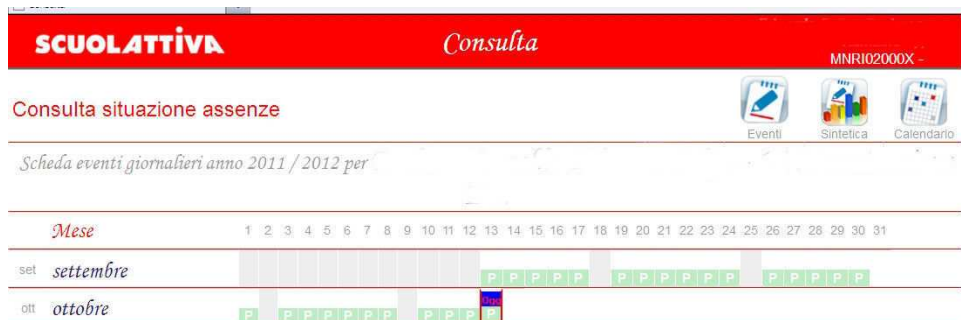 SCUOLATTIVA Consulta
MNRI02000X -
Consulta situazione assenze
Eventi Sintetica Calendario
Scheda eventi giornalieri anno 2011 / 2012 per
Mese 1 2 3 4 5 6 7 8 9 10 11 12 13 14 15 16 17 18 19 20 21 22 23 24 25 26 27 28 29 30 31
set settembre P P P P P P P P P P P P P P P P
Ogg
ott ottobre P P P P P P P P P P P